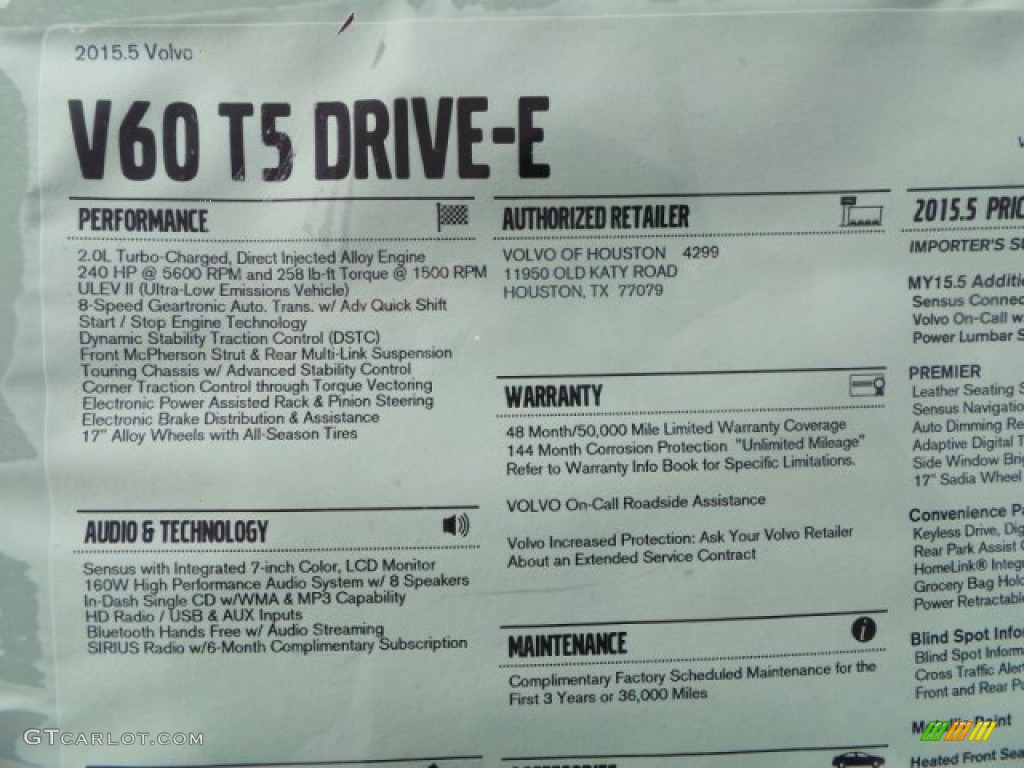 2015.5 Volvo
V60 T5 DRIVE-E
PERFORMANCE
2.0L Turbo-Charged, Direct Injected Alloy Engine
240 HP @ 5600 RPM and 258 lb-ft Torque @ 1500 RPM
ULEV II (Ultra-Low Emissions Vehicle)
8-Speed Geartronic Auto. Trans. w/ Adv Quick Shift
Start / Stop Engine Technology
Dynamic Stability Traction Control (DSTC)
Front McPherson Strut & Rear Multi-Link Suspension
Touring Chassis w/ Advanced Stability Control
Corner Traction Control through Torque Vectoring
Electronic Power Assisted Rack & Pinion Steering
Electronic Brake Distribution & Assistance
17" Alloy Wheels with All-Season Tires
AUDIO & TECHNOLOGY
Sensus with Integrated 7-inch Color, LCD Monitor
160W High Performance Audio System w/ 8 Speakers
In-Dash Single CD w/WMA & MP3 Capability
HD Radio / USB & AUX Inputs
Bluetooth Hands Free w/ Audio Streaming
SIRIUS Radio w/6-Month Complimentary Subscription
AUTHORIZED RETAILER
VOLVO OF HOUSTON 4299
11950 OLD KATY ROAD
HOUSTON, TX 77079
WARRANTY
48 Month/50,000 Mile Limited Warranty Coverage
144 Month Corrosion Protection "Unlimited Mileage"
Refer to Warranty Info Book for Specific Limitations.
VOLVO On-Call Roadside Assistance
Volvo Increased Protection: Ask Your Volvo Retailer
About an Extended Service Contract
MAINTENANCE
Complimentary Factory Scheduled Maintenance for the
First 3 Years or 36,000 Miles
2015.5 PRIC
IMPORTER'S S
MY15.5 Additi
Sensus Connec
Volvo On-Call w
Power Lumbar S
PREMIER
Leather Seating S
Sensus Navigatio
Auto Dimming Re
Adaptive Digital T
Side Window Brig
17" Sadia Wheel
Convenience Pa
Keyless Drive, Dig
Rear Park Assist C
HomeLink® Integ
Grocery Bag Hold
Power Retractable
Blind Spot Infor
Blind Spot Inform
Cross Traffic Aler
Front and Rear Pa
Metallic Paint
Heated Front Sea
GTCARLOT.COM